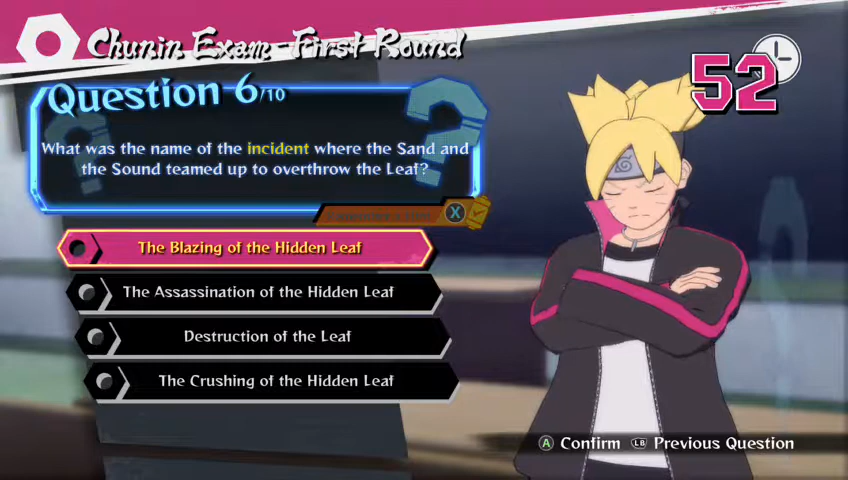 Chunin Exam - First Round
52
Question 6/10
What was the name of the incident where the Sand and
the Sound teamed up to overthrow the Leaf?
X
The Blazing of the Hidden Leaf
The Assassination of the Hidden Leaf
Destruction of the Leaf
The Crushing of the Hidden Leaf
A Confirm LB Previous Question